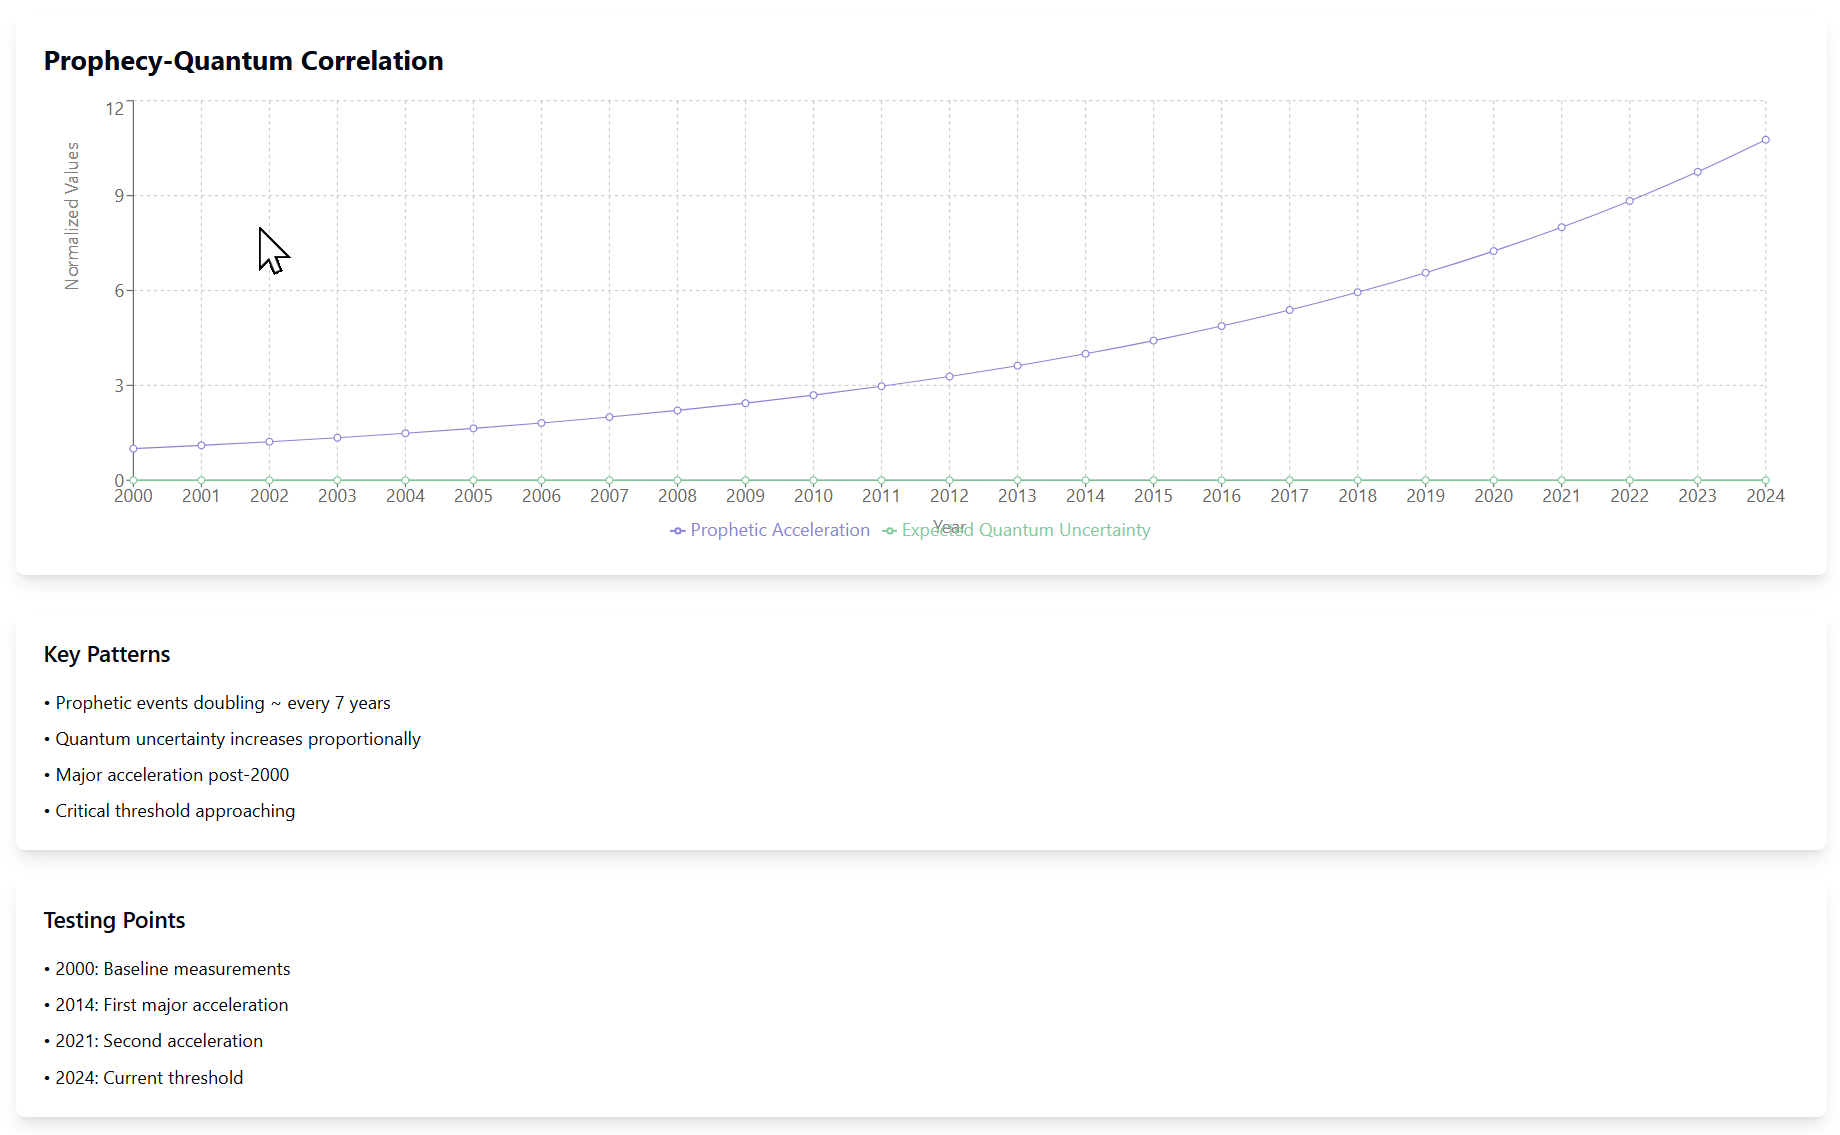 Prophecy-Quantum Correlation
Normalized Values
12
9
6
3
0
2000 2001 2002 2003 2004 2005 2006 2007 2008 2009 2010 2011 2012 2013 2014 2015 2016 2017 2018 2019 2020 2021 2022 2023 2024
Year
Prophetic Acceleration Expected Quantum Uncertainty
Key Patterns
• Prophetic events doubling ~ every 7 years
• Quantum uncertainty increases proportionally
• Major acceleration post-2000
• Critical threshold approaching
Testing Points
• 2000: Baseline measurements
• 2014: First major acceleration
• 2021: Second acceleration
• 2024: Current threshold